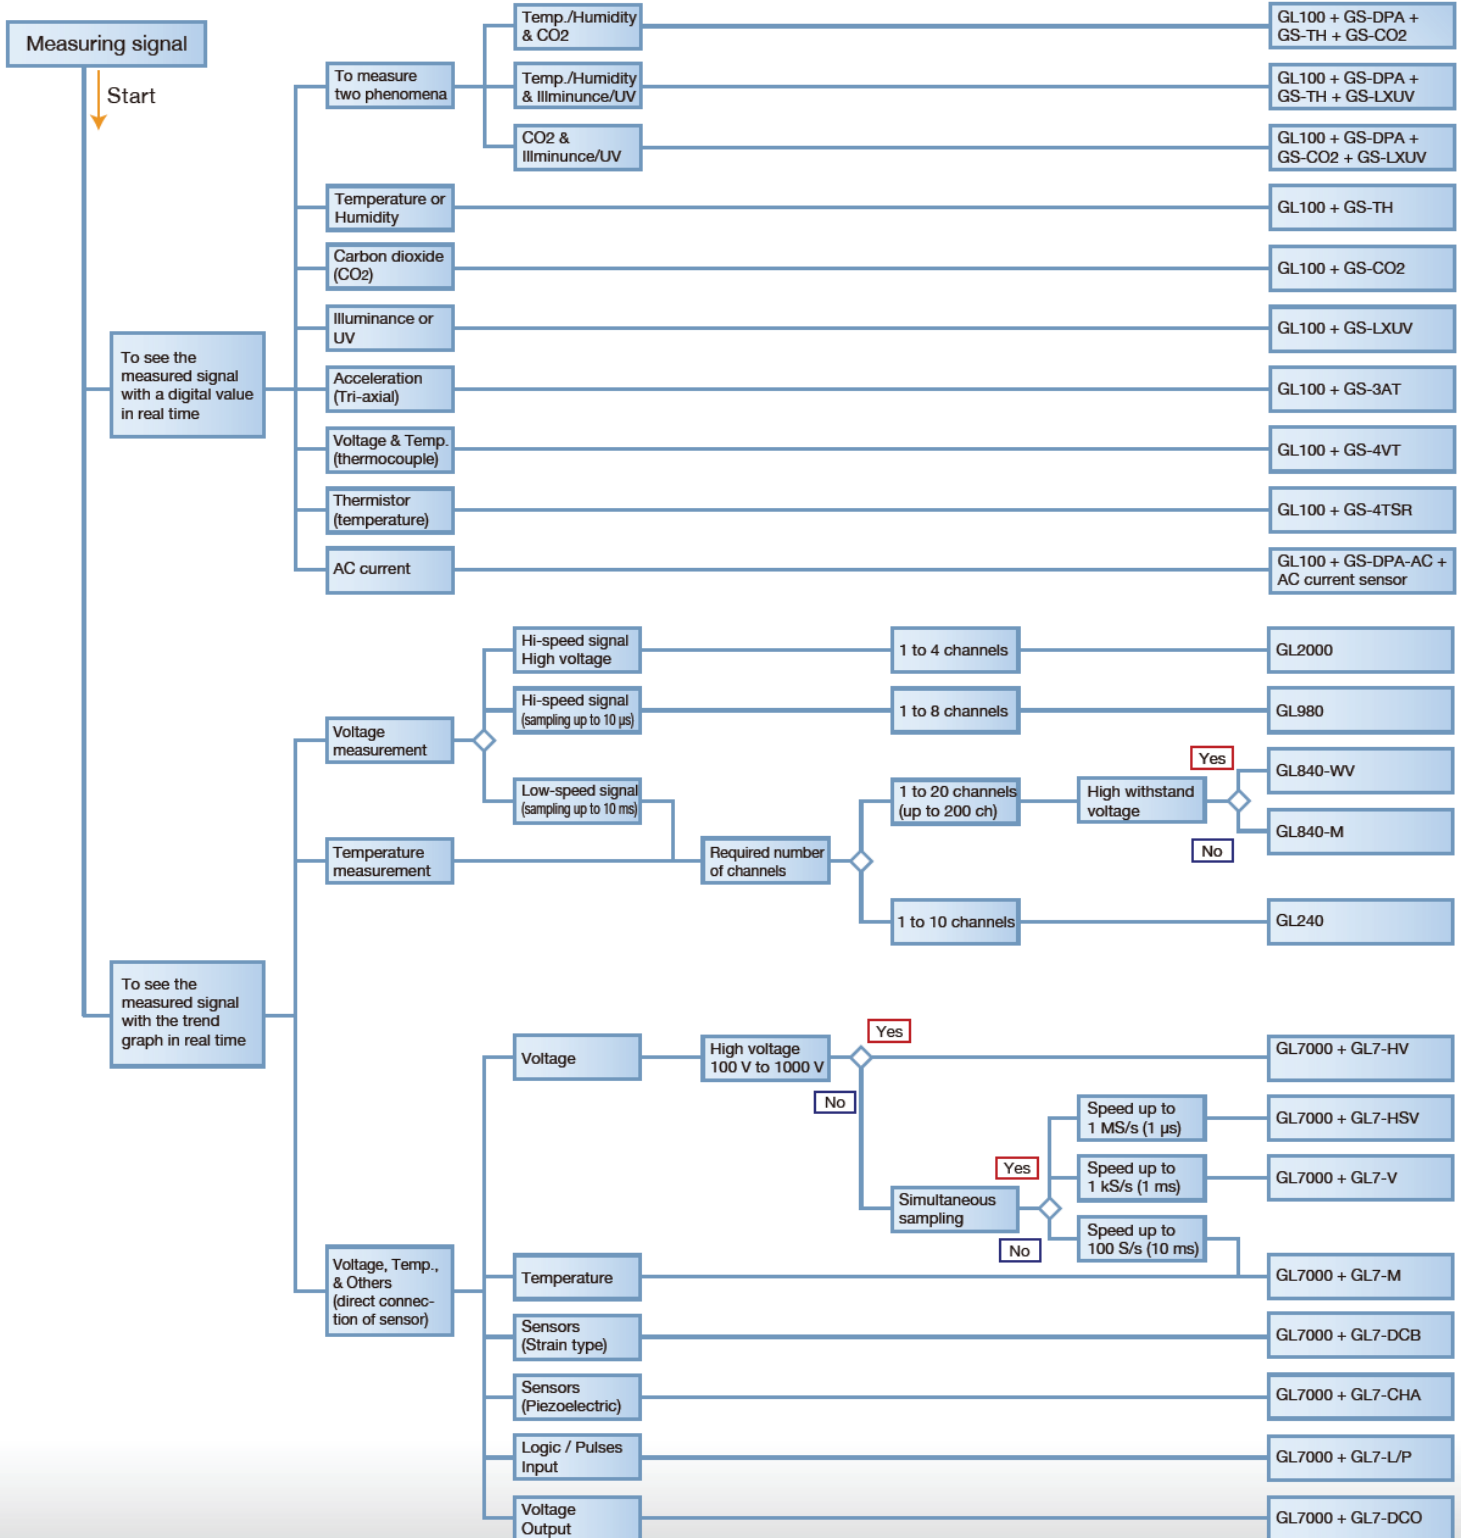 Measuring signal
Start
To see the
measured signal
with a digital value
in real time
To measure
two phenomena
Temp./Humidity
& CO2
GL100 + GS-DPA +
GS-TH + GS-CO2
Temp./Humidity
& Illminunce/UV
GL100 + GS-DPA +
GS-TH + GS-LXUV
CO2 &
Illminunce/UV
GL100 + GS-DPA +
GS-CO2 + GS-LXUV
Temperature or
Humidity
GL100 + GS-TH
Carbon dioxide
(CO2)
GL100 + GS-CO2
Illuminance or
UV
GL100 + GS-LXUV
Acceleration
(Tri-axial)
GL100 + GS-3AT
Voltage & Temp.
(thermocouple)
GL100 + GS-4VT
Thermistor
(temperature)
GL100 + GS-4TSR
AC current
GL100 + GS-DPA-AC +
AC current sensor
To see the
measured signal
with the trend
graph in real time
Voltage
measurement
Hi-speed signal
High voltage
1 to 4 channels
GL2000
Hi-speed signal
(sampling up to 10 µs)
1 to 8 channels
GL980
Low-speed signal
(sampling up to 10 ms)
Temperature
measurement
Required number
of channels
1 to 20 channels
(up to 200 ch)
High withstand
voltage
Yes
GL840-WV
No
GL840-M
1 to 10 channels
GL240
Voltage, Temp.,
& Others
(direct connec-
tion of sensor)
Voltage
High voltage
100 V to 1000 V
Yes
GL7000 + GL7-HV
No
Simultaneous
sampling
Yes
Speed up to
1 MS/s (1 µs)
GL7000 + GL7-HSV
Speed up to
1 kS/s (1 ms)
GL7000 + GL7-V
No
Speed up to
100 S/s (10 ms)
Temperature
GL7000 + GL7-M
Sensors
(Strain type)
GL7000 + GL7-DCB
Sensors
(Piezoelectric)
GL7000 + GL7-CHA
Logic / Pulses
Input
GL7000 + GL7-L/P
Voltage
Output
GL7000 + GL7-DCO